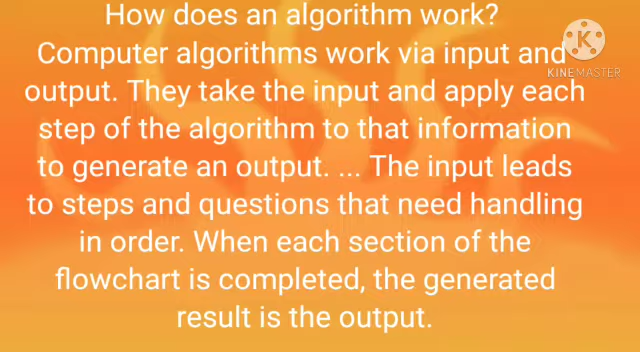 How does an algorithm work?
Computer algorithms work via input and
output. They take the input and apply each
step of the algorithm to that information
to generate an output. ... The input leads
to steps and questions that need handling
in order. When each section of the
flowchart is completed, the generated
result is the output.
K
KINEMASTER